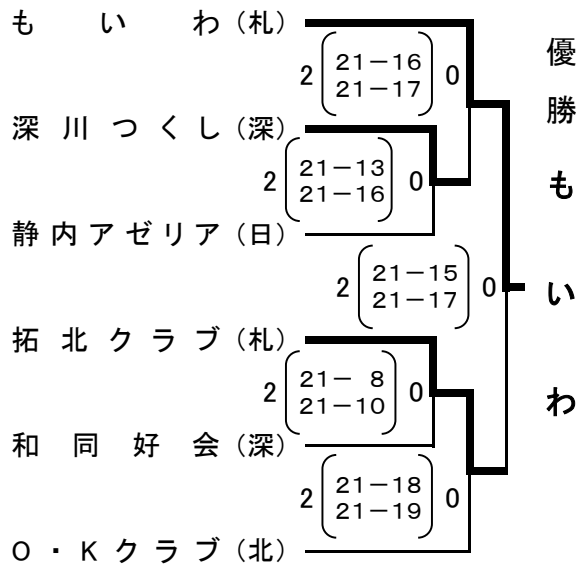 もいわ（札）
2 21－16 0
21－17
深川つくし（深）
2 21－13 0
21－16
静内アゼリア（日）
2 21－15 0
21－17
拓北クラブ（札）
2 21－ 8 0
21－10
和同好会（深）
2 21－18 0
21－19
O・Kクラブ（北）
優勝もいわ